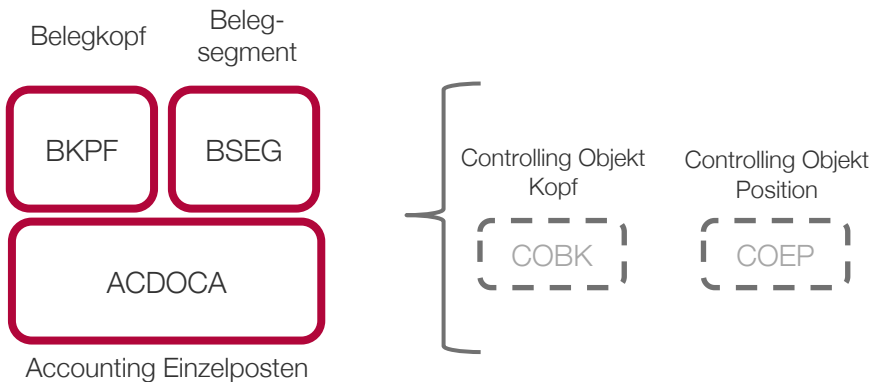 Belegkopf
Beleg-
segment
BKPF
BSEG
ACDOCA
Accounting Einzelposten
Controlling Objekt
Kopf
Controlling Objekt
Position
COBK
COEP